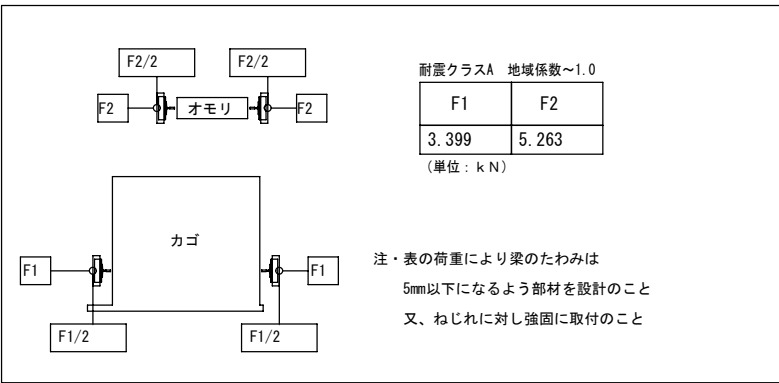 F2/2 F2/2
F2 オモリ F2
耐震クラスA 地域係数~1.0
F1 F2
3.399 5.263
(単位:kN)
カゴ
F1 F1
F1/2 F1/2
注・表の荷重により梁のたわみは
5mm以下になるよう部材を設計のこと
又、ねじれに対し強固に取付のこと